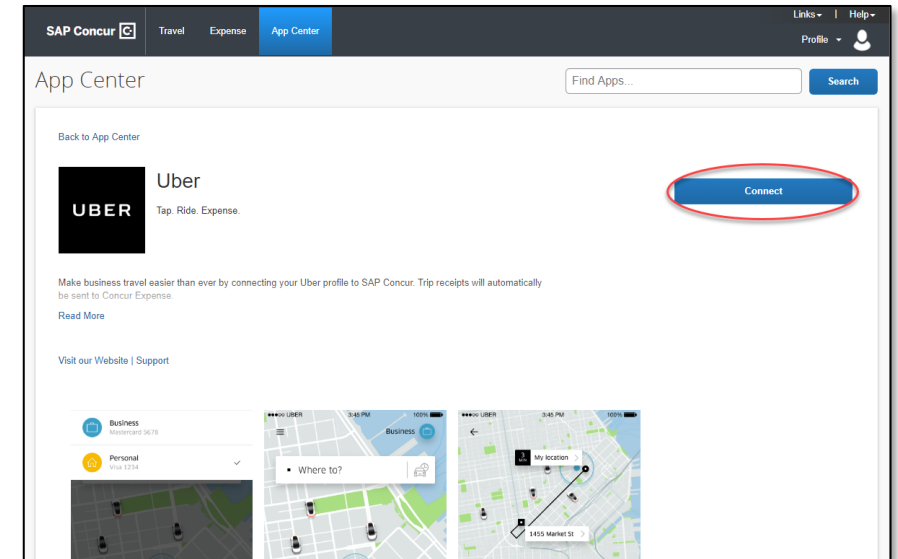 Links | Help
SAP Concur C Travel Expense App Center
Profile
App Center
Find Apps...
Search
Back to App Center
UBER
Uber
Tap. Ride. Expense.
Connect
Make business travel easier than ever by connecting your Uber profile to SAP Concur. Trip receipts will automatically
be sent to Concur Expense.
Read More
Visit our Website | Support
Business
Mastercard 5678
Personal
Visa 1234
UBER 3:45 PM 100%
Business
Where to?
UBER 3:45 PM 100%
3
My location
1455 Market St